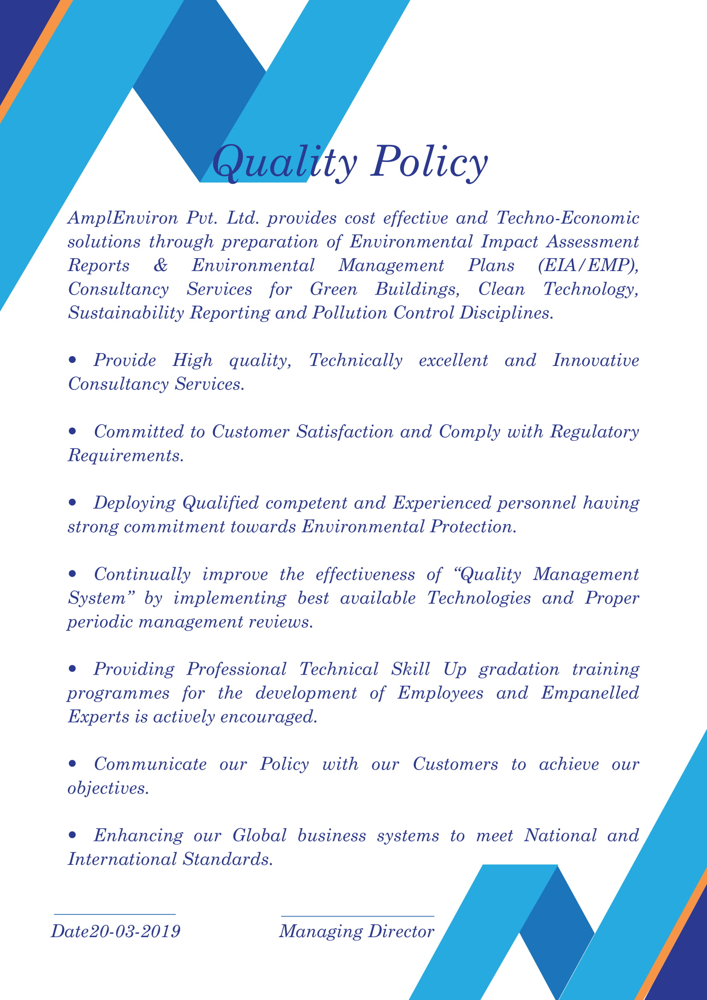 Quality Policy
AmplEnviron Pvt. Ltd. provides cost effective and Techno-Economic
solutions through preparation of Environmental Impact Assessment
Reports & Environmental Management Plans (EIA/EMP),
Consultancy Services for Green Buildings, Clean Technology,
Sustainability Reporting and Pollution Control Disciplines.
• Provide High quality, Technically excellent and Innovative
Consultancy Services.
• Committed to Customer Satisfaction and Comply with Regulatory
Requirements.
• Deploying Qualified competent and Experienced personnel having
strong commitment towards Environmental Protection.
• Continually improve the effectiveness of “Quality Management
System” by implementing best available Technologies and Proper
periodic management reviews.
• Providing Professional Technical Skill Up gradation training
programmes for the development of Employees and Empanelled
Experts is actively encouraged.
• Communicate our Policy with our Customers to achieve our
objectives.
• Enhancing our Global business systems to meet National and
International Standards.
Date20-03-2019
Managing Director